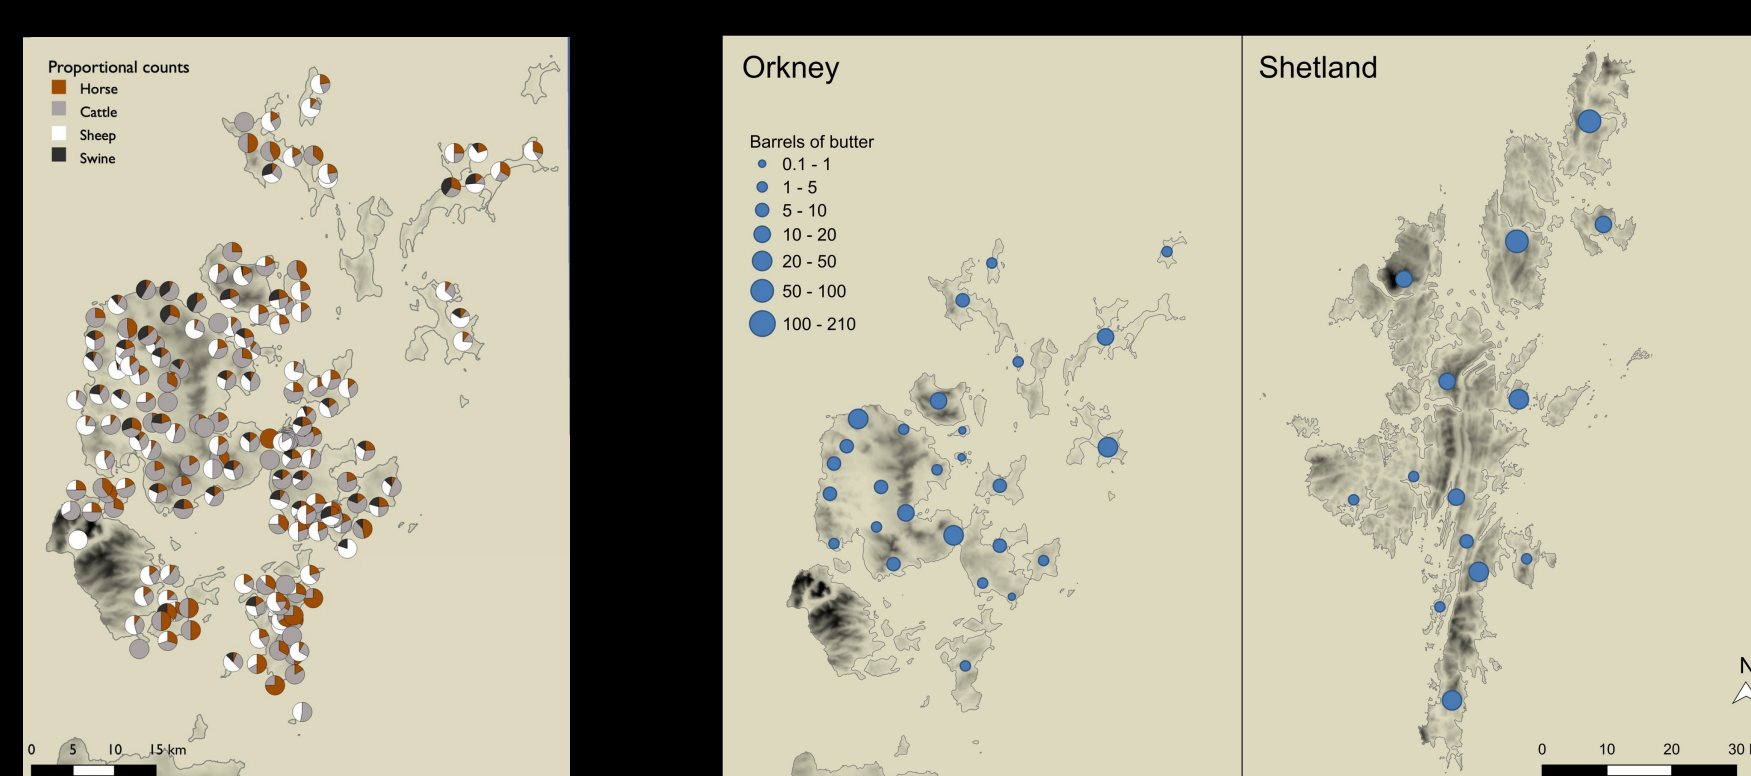 Proportional counts
Horse
Cattle
Sheep
Swine
0 5 10 15 km
Orkney
Barrels of butter
0.1 - 1
1 - 5
5 - 10
10 - 20
20 - 50
50 - 100
100 - 210
Shetland
N
0 10 20 30